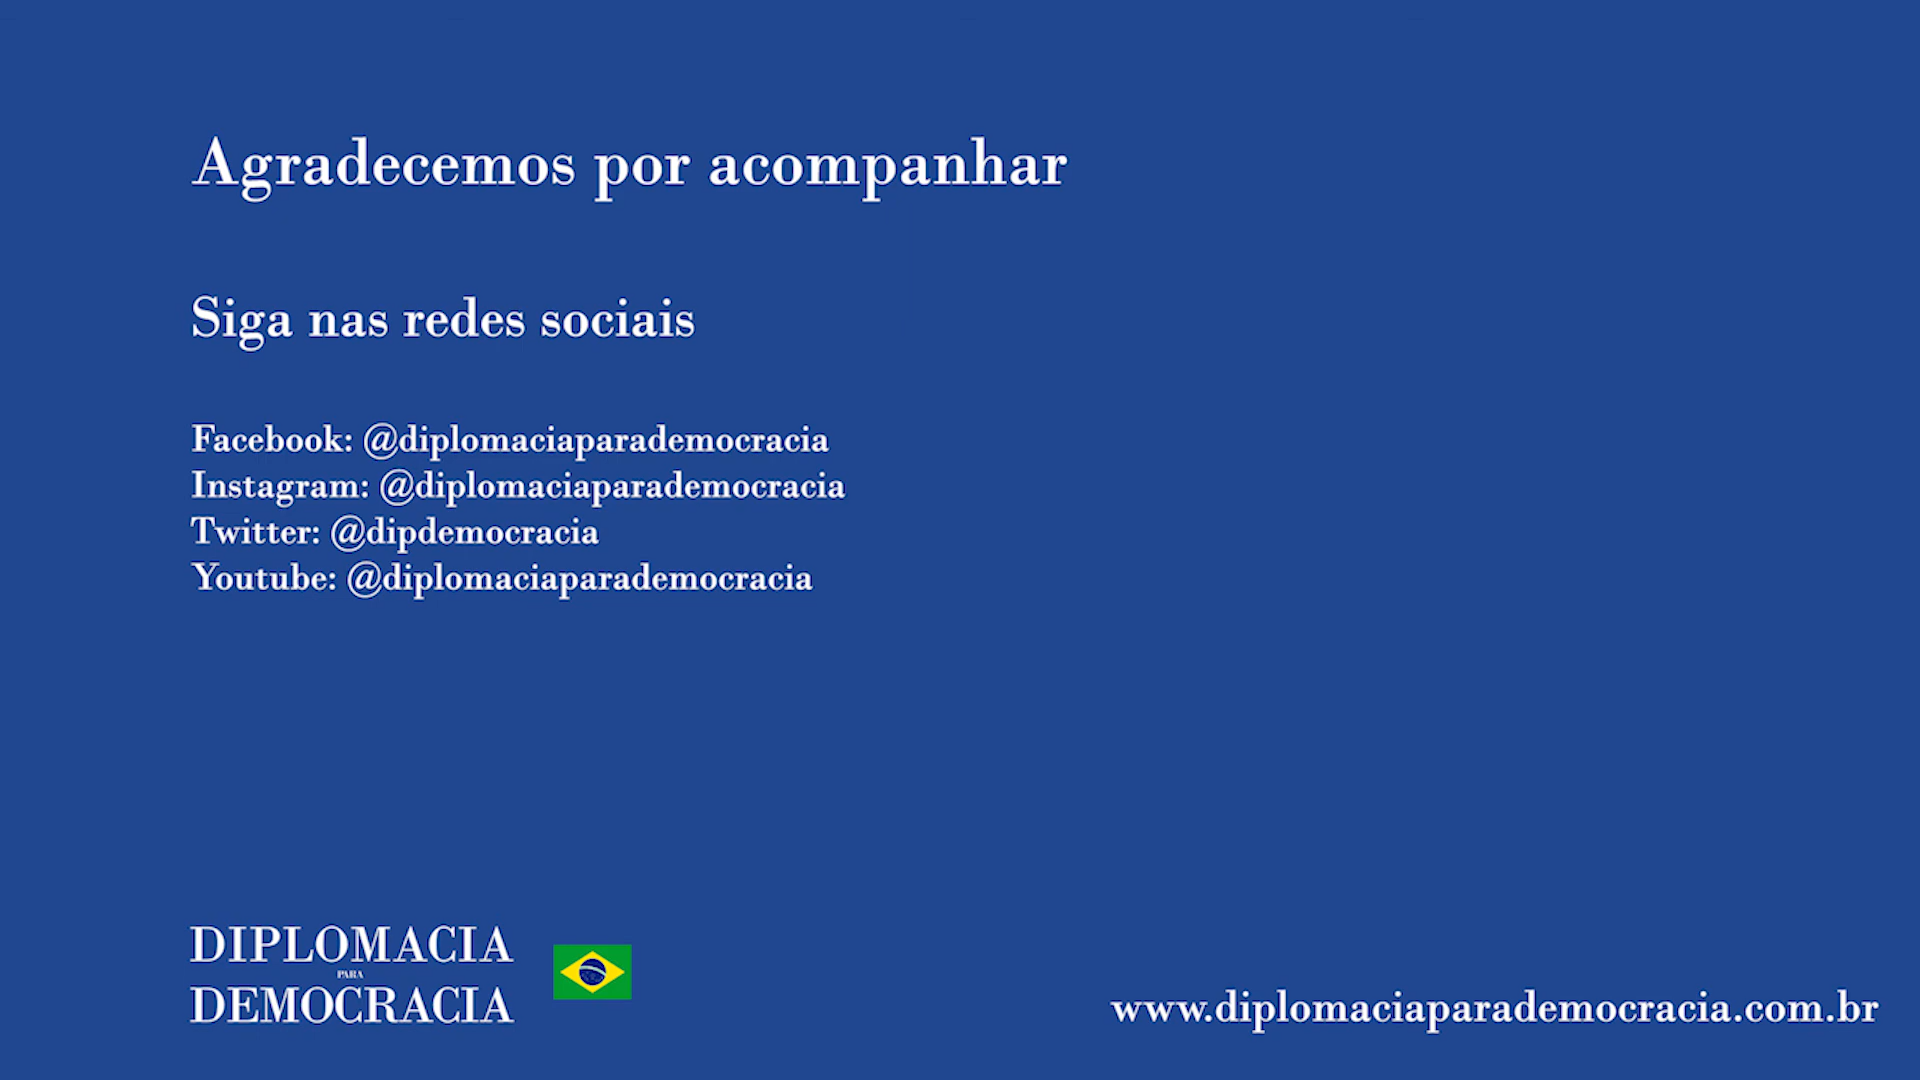 Agradecemos por acompanhar
Siga nas redes sociais
Facebook: @diplomaciaparademocracia
Instagram: @diplomaciaparademocracia
Twitter: @dipdemocracia
Youtube: @diplomaciaparademocracia
DIPLOMACIA
PARA
DEMOCRACIA
www.diplomaciaparademocracia.com.br